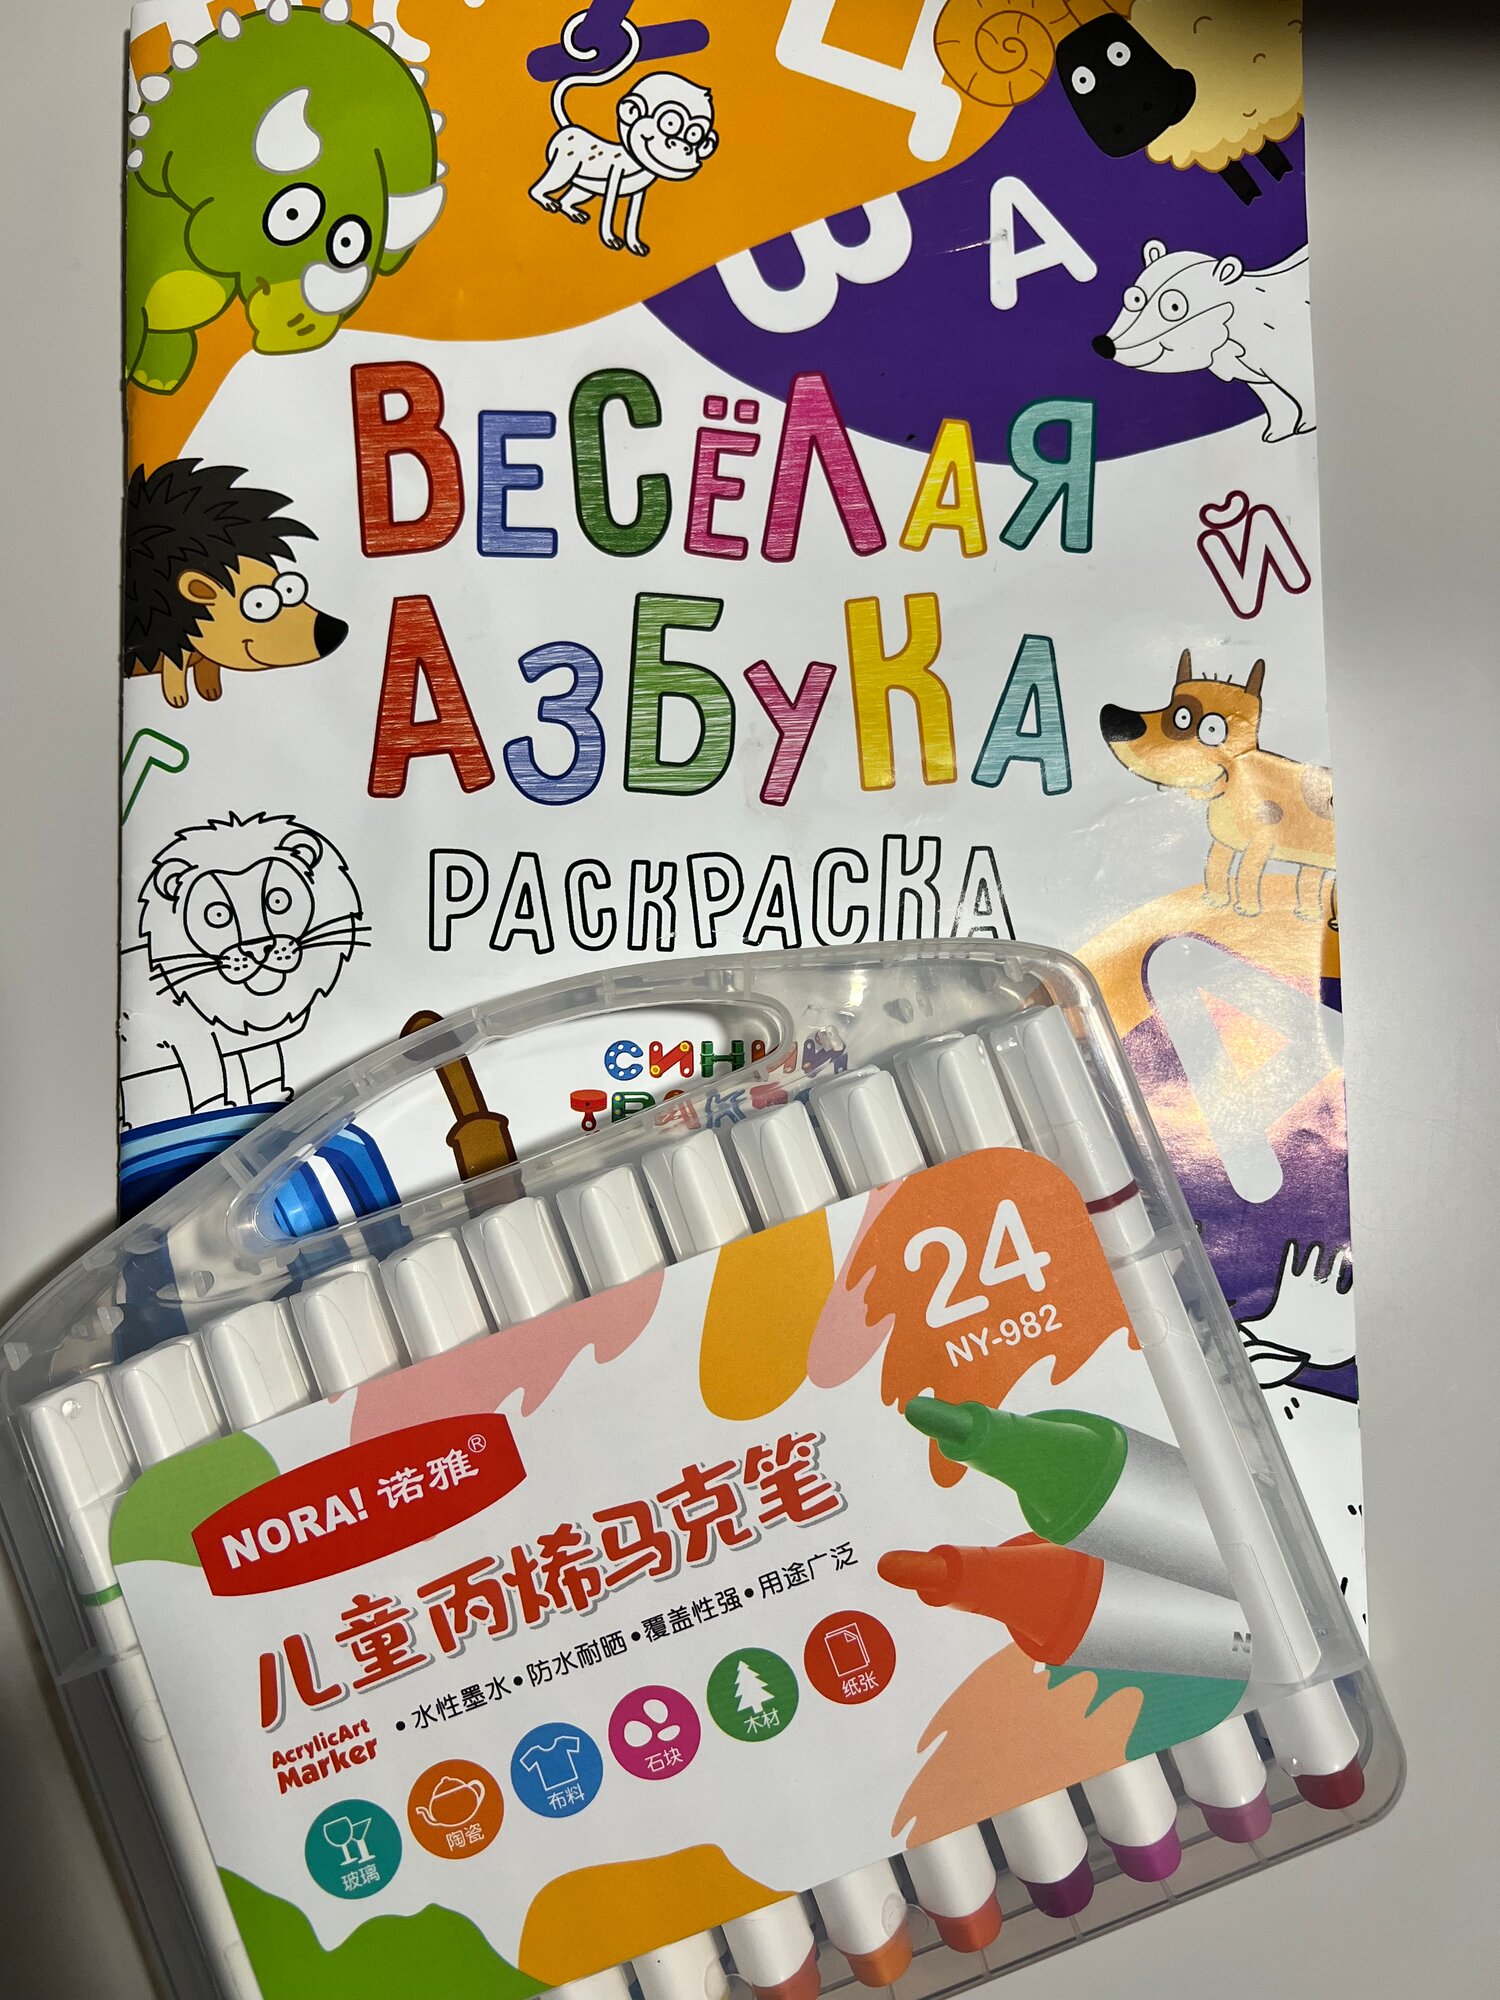 Д
З А
ВЕСЁЛАЯ
Й
АЗБУКА
Г
РАСКРАСКА
СИНИЙ
24
NY-982
NORA! 诺雅®
儿童丙烯马克笔
•水性墨水•防水耐晒•覆盖性强•用途广泛
AcrylicArt
Marker
玻璃 陶瓷 布料 石块 木材 纸张